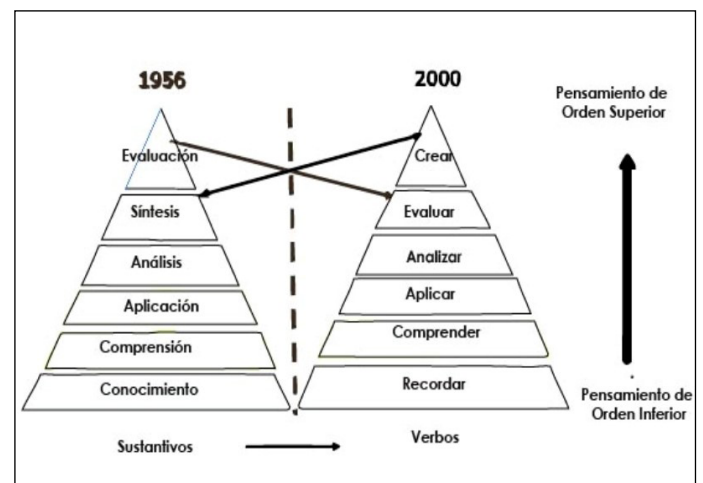 1956
2000
Pensamiento de
Orden Superior
Evaluación
Crear
Síntesis
Evaluar
Análisis
Analizar
Aplicación
Aplicar
Comprensión
Comprender
Conocimiento
Recordar
Pensamiento de
Orden Inferior
Sustantivos
Verbos